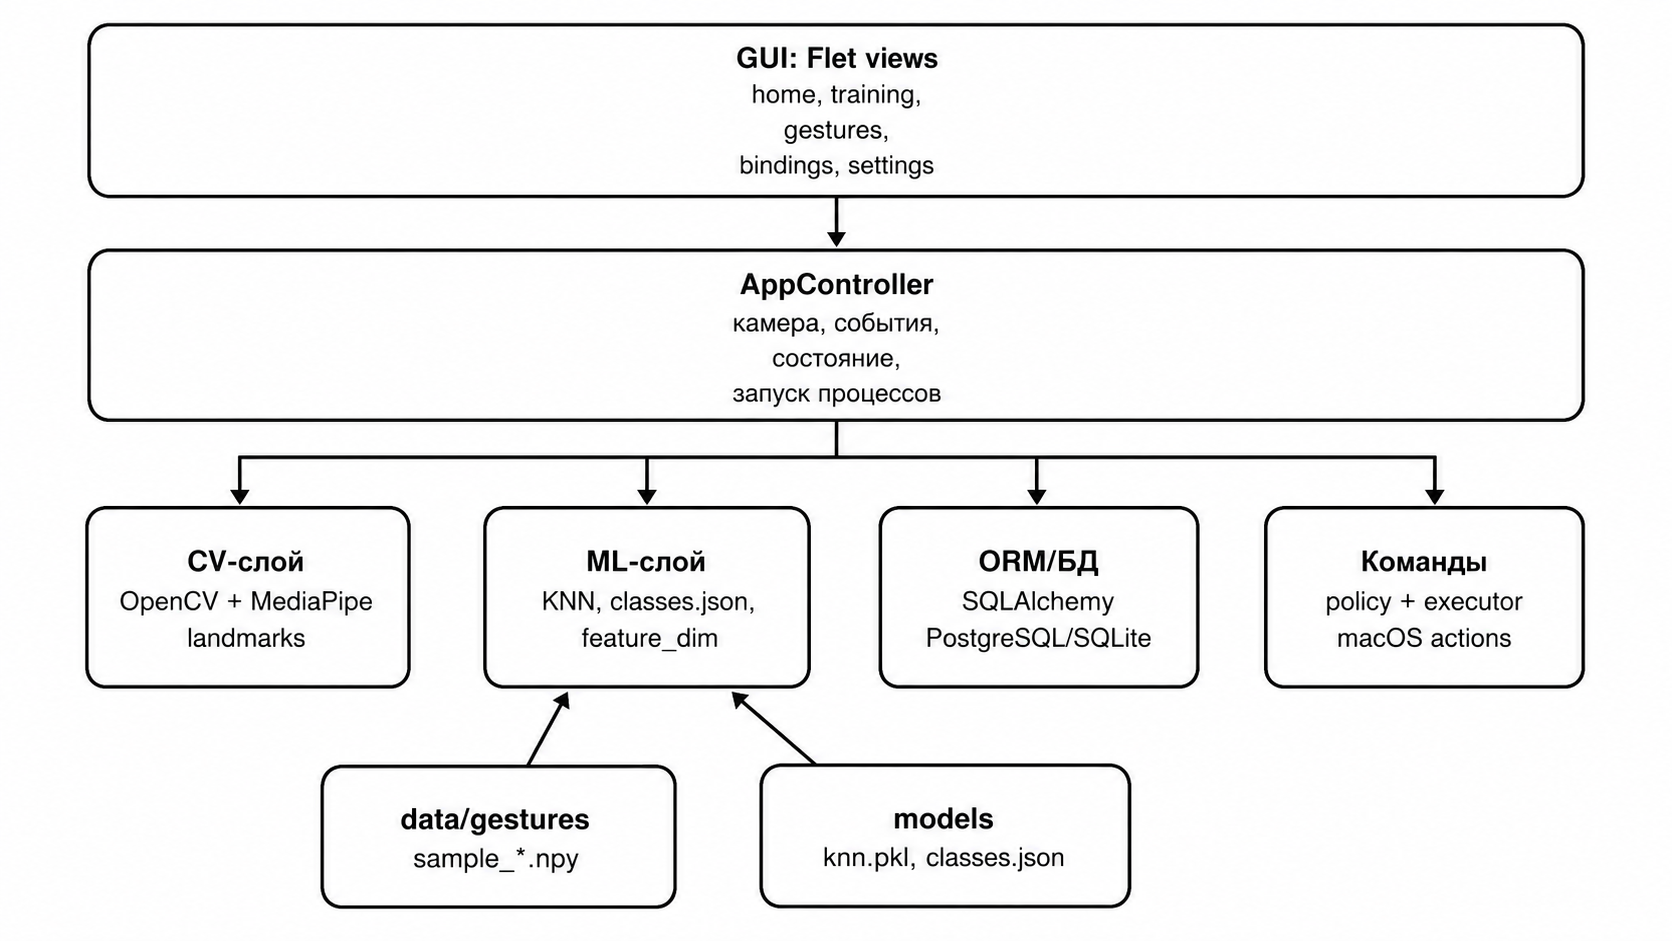 GUI: Flet views
home, training,
gestures,
bindings, settings
AppController
камера, события,
состояние,
запуск процессов
CV-слой
OpenCV + MediaPipe
landmarks
ML-слой
KNN, classes.json,
feature_dim
ORM/БД
SQLAlchemy
PostgreSQL/SQLite
Команды
policy + executor
macOS actions
data/gestures
sample_*.npy
models
knn.pkl, classes.json